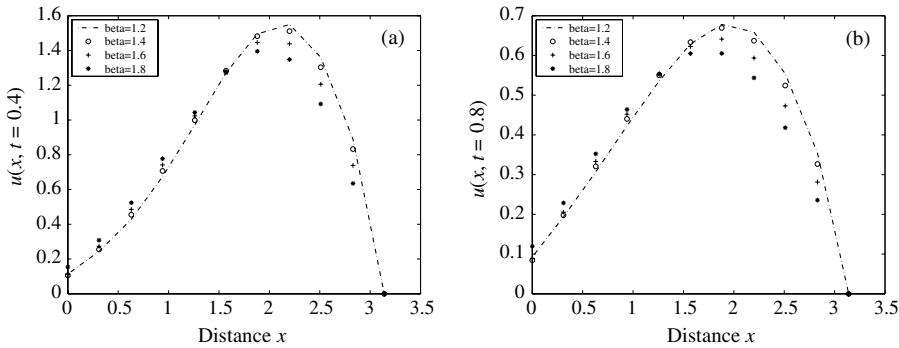 1.6
1.4
1.2
1
0.8
0.6
0.4
0.2
0
u(x, t = 0.4)
beta=1.2
beta=1.4
beta=1.6
beta=1.8
(a)
0 0.5 1 1.5 2 2.5 3 3.5
Distance x
0.7
0.6
0.5
0.4
0.3
0.2
0.1
0
u(x, t = 0.8)
beta=1.2
beta=1.4
beta=1.6
beta=1.8
(b)
0 0.5 1 1.5 2 2.5 3 3.5
Distance x